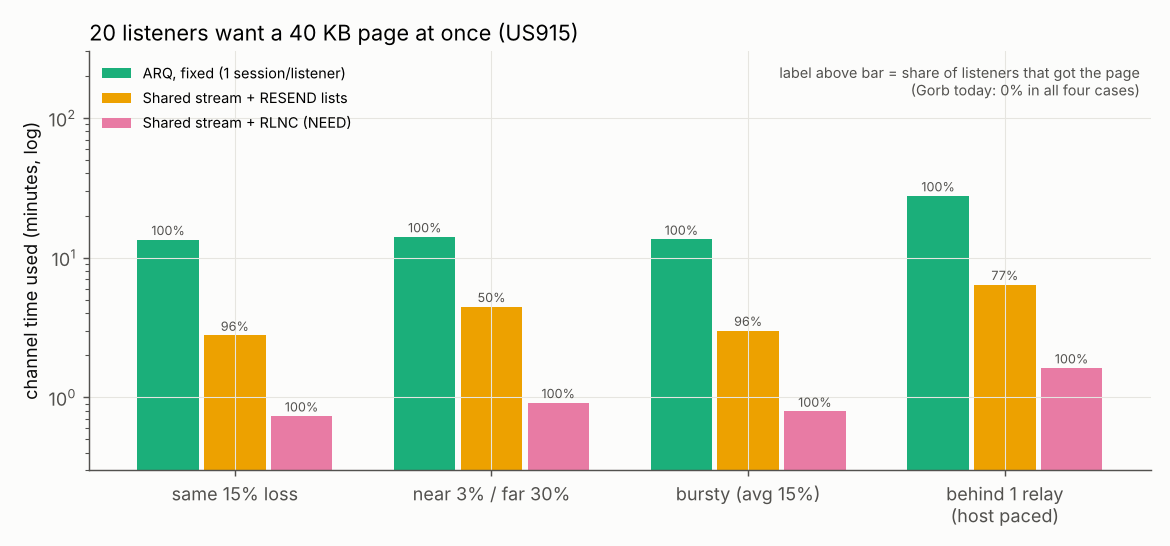 20 listeners want a 40 KB page at once (US915)
ARQ, fixed (1 session/listener)
Shared stream + RESEND lists
Shared stream + RLNC (NEED)
label above bar = share of listeners that got the page
(Gorb today: 0% in all four cases)
channel time used (minutes, log)
10²
10¹
10⁰
100%
96%
100%
100%
50%
100%
100%
96%
100%
100%
77%
100%
same 15% loss
near 3% / far 30%
bursty (avg 15%)
behind 1 relay
(host paced)